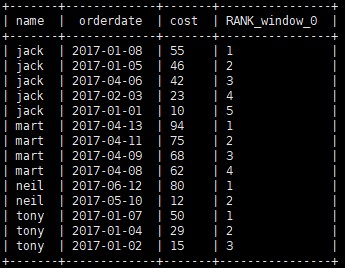 +-------+-------------+-------+-----------------+
| name | orderdate | cost | RANK_window_0 |
+-------+-------------+-------+-----------------+
| jack | 2017-01-08 | 55 | 1 |
| jack | 2017-01-05 | 46 | 2 |
| jack | 2017-04-06 | 42 | 3 |
| jack | 2017-02-03 | 23 | 4 |
| jack | 2017-01-01 | 10 | 5 |
| mart | 2017-04-13 | 94 | 1 |
| mart | 2017-04-11 | 75 | 2 |
| mart | 2017-04-09 | 68 | 3 |
| mart | 2017-04-08 | 62 | 4 |
| neil | 2017-06-12 | 80 | 1 |
| neil | 2017-05-10 | 12 | 2 |
| tony | 2017-01-07 | 50 | 1 |
| tony | 2017-01-04 | 29 | 2 |
| tony | 2017-01-02 | 15 | 3 |
+-------+-------------+-------+-----------------+